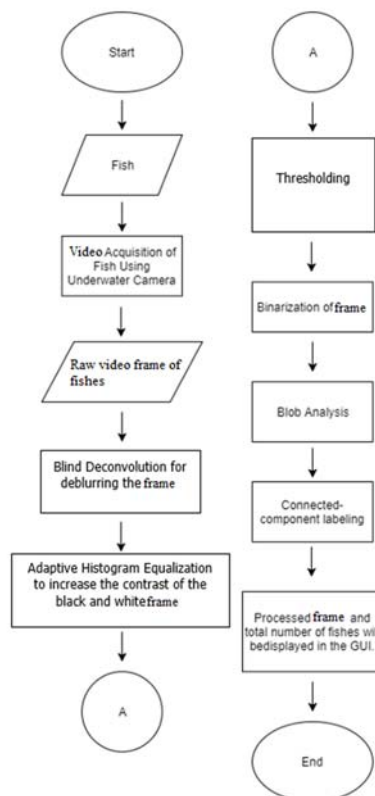 Start
Fish
Video Acquisition of
Fish Using
Underwater Camera
Raw video frame of
fishes
Blind Deconvolution for
deblurring the frame
Adaptive Histogram Equalization
to increase the contrast of the
black and white frame
A
A
Thresholding
Binarization of frame
Blob Analysis
Connected-
component labeling
Processed frame and
total number of fishes wil
bedisplayed in the GUI.
End